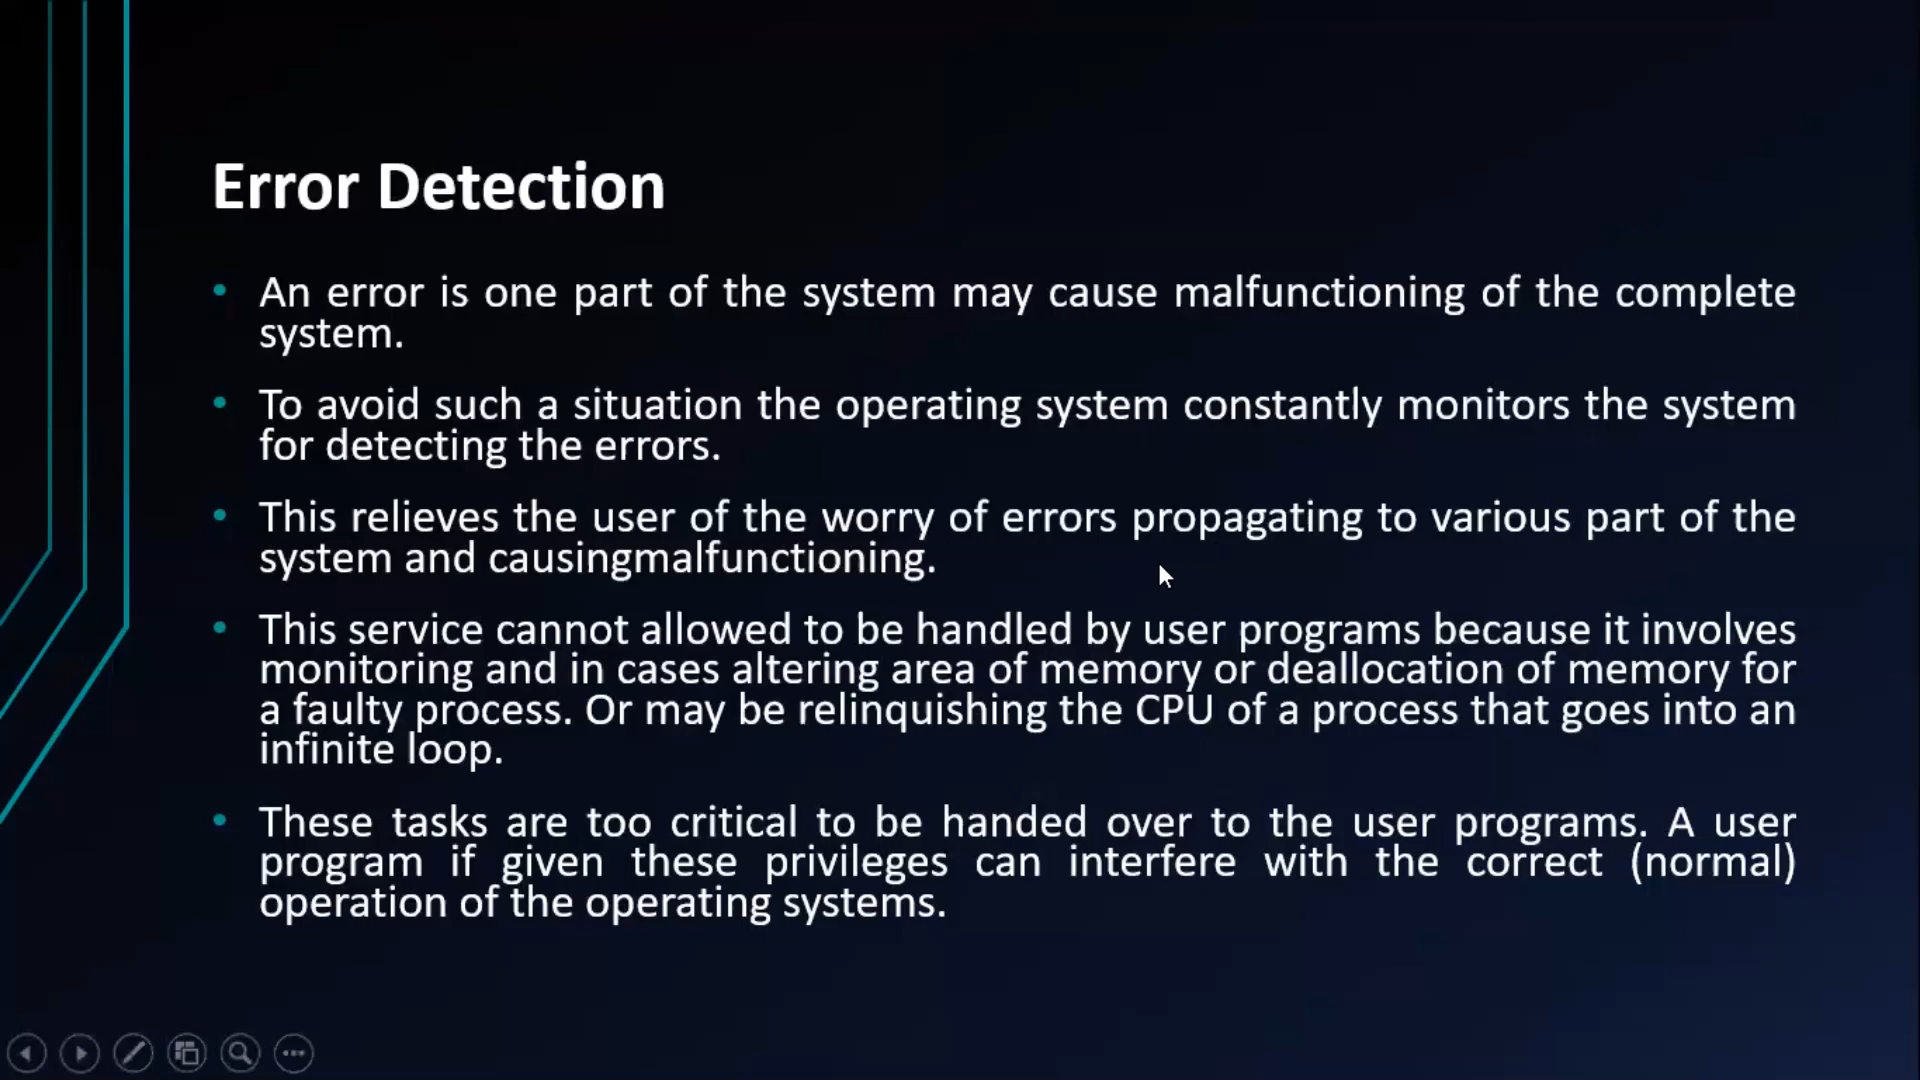 Error Detection
• An error is one part of the system may cause malfunctioning of the complete
system.
• To avoid such a situation the operating system constantly monitors the system
for detecting the errors.
• This relieves the user of the worry of errors propagating to various part of the
system and causingmalfunctioning.
• This service cannot allowed to be handled by user programs because it involves
monitoring and in cases altering area of memory or deallocation of memory for
a faulty process. Or may be relinquishing the CPU of a process that goes into an
infinite loop.
• These tasks are too critical to be handed over to the user programs. A user
program if given these privileges can interfere with the correct (normal)
operation of the operating systems.